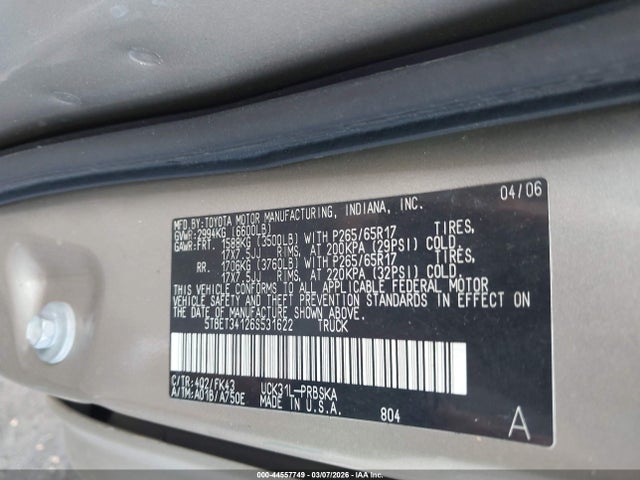 04/06
MFD.BY:TOYOTA MOTOR MANUFACTURING, INDIANA, INC.
GVWR:2994KG(6600LB)
GAWR:FRT. 1588KG(3500LB)WITH P265/65R17 TIRES,
17X7.5JJ RIMS, AT 200KPA(29PSI)COLD.
RR. 1706KG(3760LB)WITH P265/65R17 TIRES,
17X7.5JJ RIMS, AT 220KPA(32PSI)COLD.
THIS VEHICLE CONFORMS TO ALL APPLICABLE FEDERAL MOTOR
VEHICLE SAFETY AND THEFT PREVENTION STANDARDS IN EFFECT ON
THE DATE OF MANUFACTURE SHOWN ABOVE.
5TBET34126S531622 TRUCK
C/TR:4Q2/FK43 UCK31L-PRBSKA
A/TM:A01B/A750E MADE IN U.S.A.
804
A
000-44557749 - 03/07/2026 - © IAA Inc.